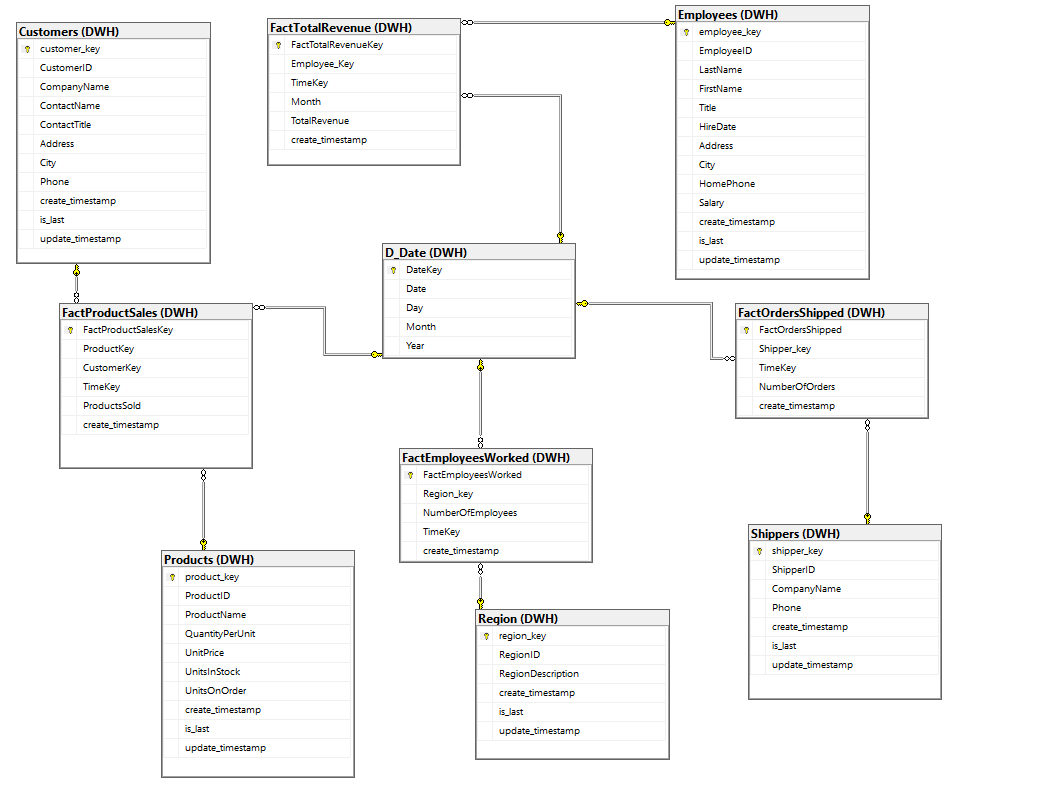 Customers (DWH)
customer_key
CustomerID
CompanyName
ContactName
ContactTitle
Address
City
Phone
create_timestamp
is_last
update_timestamp
FactTotalRevenue (DWH)
FactTotalRevenueKey
Employee_Key
TimeKey
Month
TotalRevenue
create_timestamp
Employees (DWH)
employee_key
EmployeeID
LastName
FirstName
Title
HireDate
Address
City
HomePhone
Salary
create_timestamp
is_last
update_timestamp
D_Date (DWH)
DateKey
Date
Day
Month
Year
FactProductSales (DWH)
FactProductSalesKey
ProductKey
CustomerKey
TimeKey
ProductsSold
create_timestamp
FactOrdersShipped (DWH)
FactOrdersShipped
Shipper_key
TimeKey
NumberOfOrders
create_timestamp
FactEmployeesWorked (DWH)
FactEmployeesWorked
Region_key
NumberOfEmployees
TimeKey
create_timestamp
Products (DWH)
product_key
ProductID
ProductName
QuantityPerUnit
UnitPrice
UnitsInStock
UnitsOnOrder
create_timestamp
is_last
update_timestamp
Region (DWH)
region_key
RegionID
RegionDescription
create_timestamp
is_last
update_timestamp
Shippers (DWH)
shipper_key
ShipperID
CompanyName
Phone
create_timestamp
is_last
update_timestamp